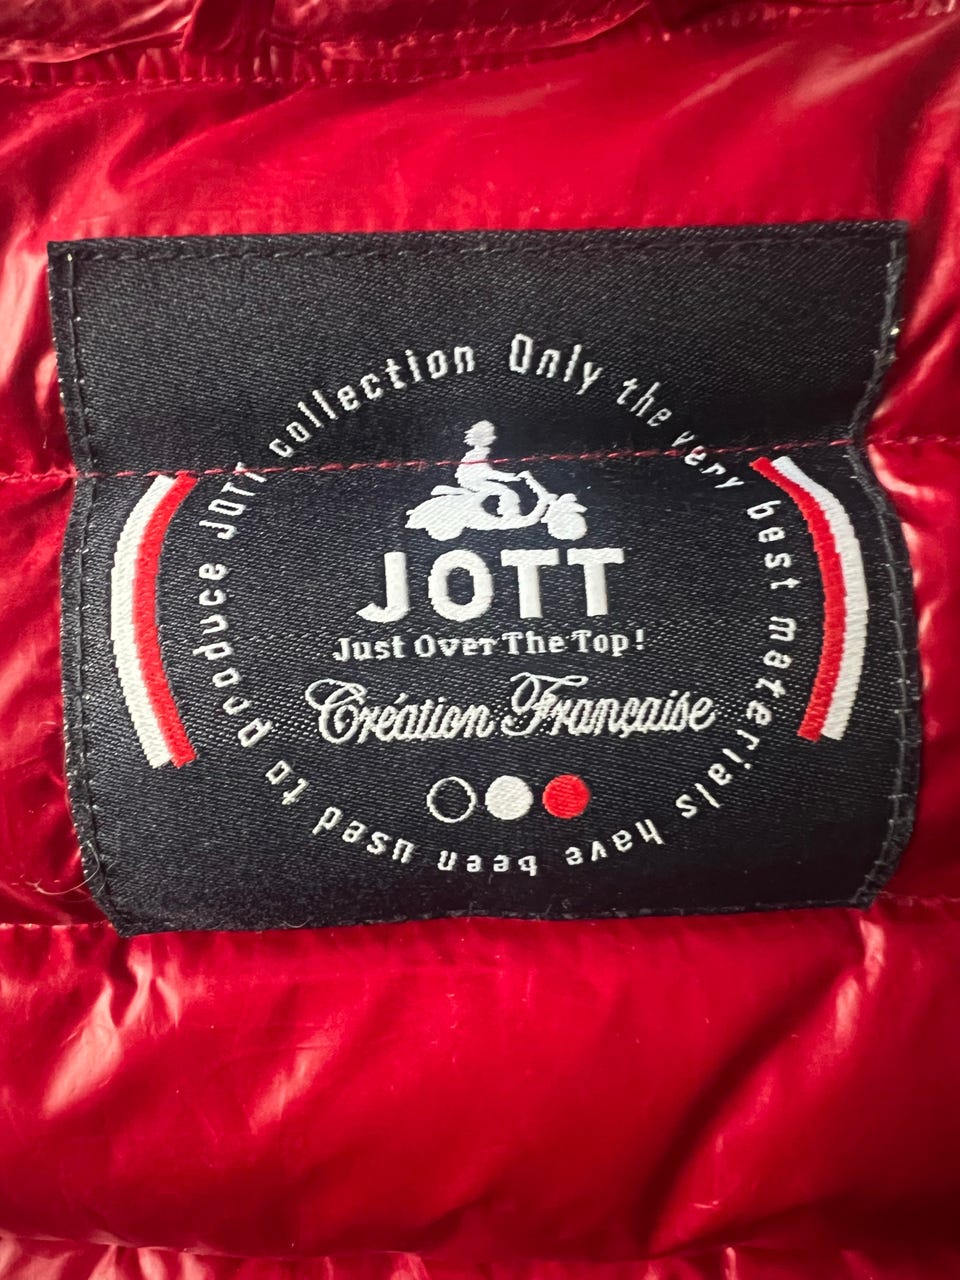 Only the very best materials have been used to produce JOTT collection
JOTT
Just Over The Top!
Création Française